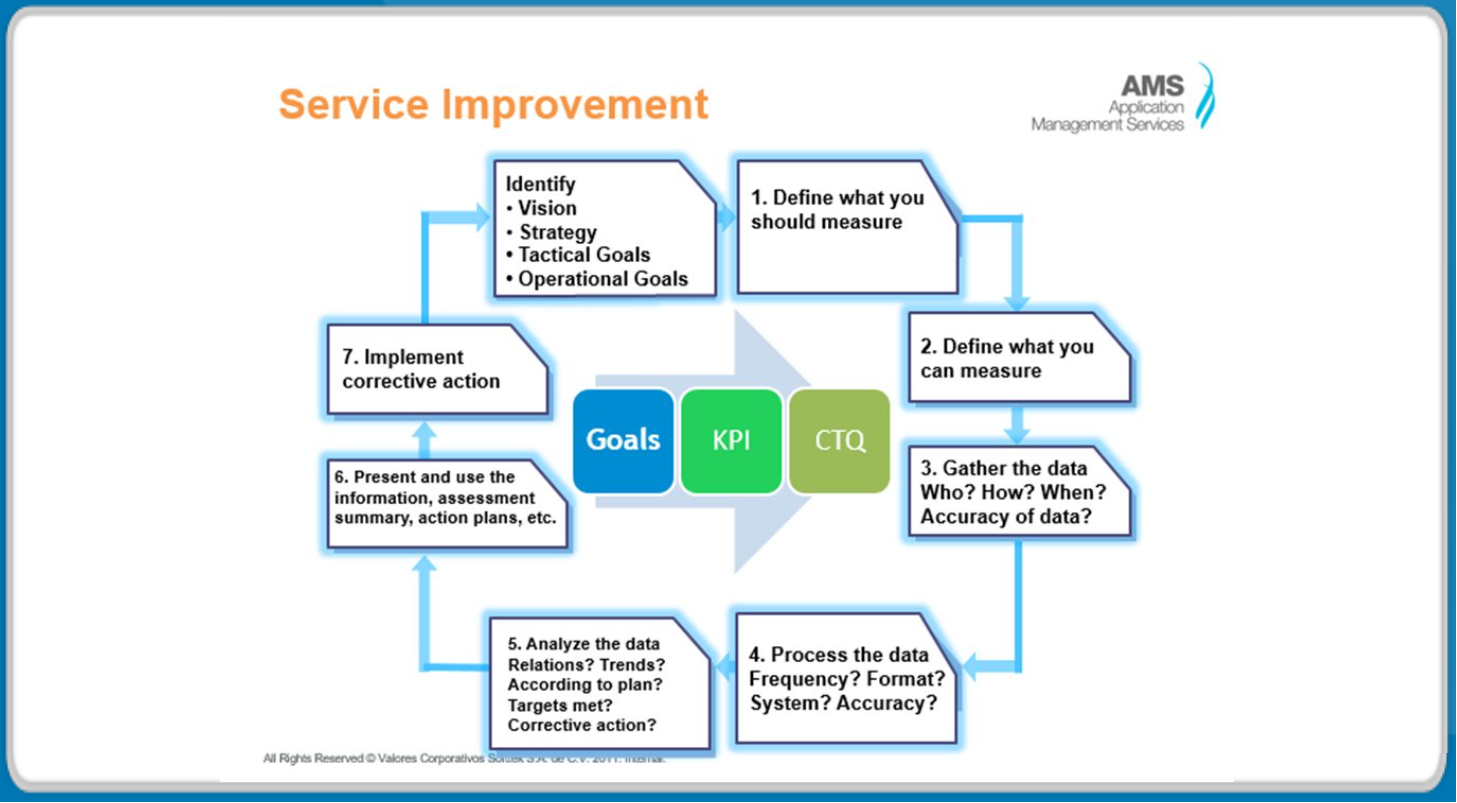 Service Improvement
AMS
Application
Management Services
Identify
• Vision
• Strategy
• Tactical Goals
• Operational Goals
1. Define what you
should measure
2. Define what you
can measure
3. Gather the data
Who? How? When?
Accuracy of data?
4. Process the data
Frequency? Format?
System? Accuracy?
5. Analyze the data
Relations? Trends?
According to plan?
Targets met?
Corrective action?
6. Present and use the
information, assessment
summary, action plans, etc.
7. Implement
corrective action
Goals
KPI
CTQ
All Rights Reserved © Valores Corporativos Softtek S.A. de C.V. 2011. Internal.